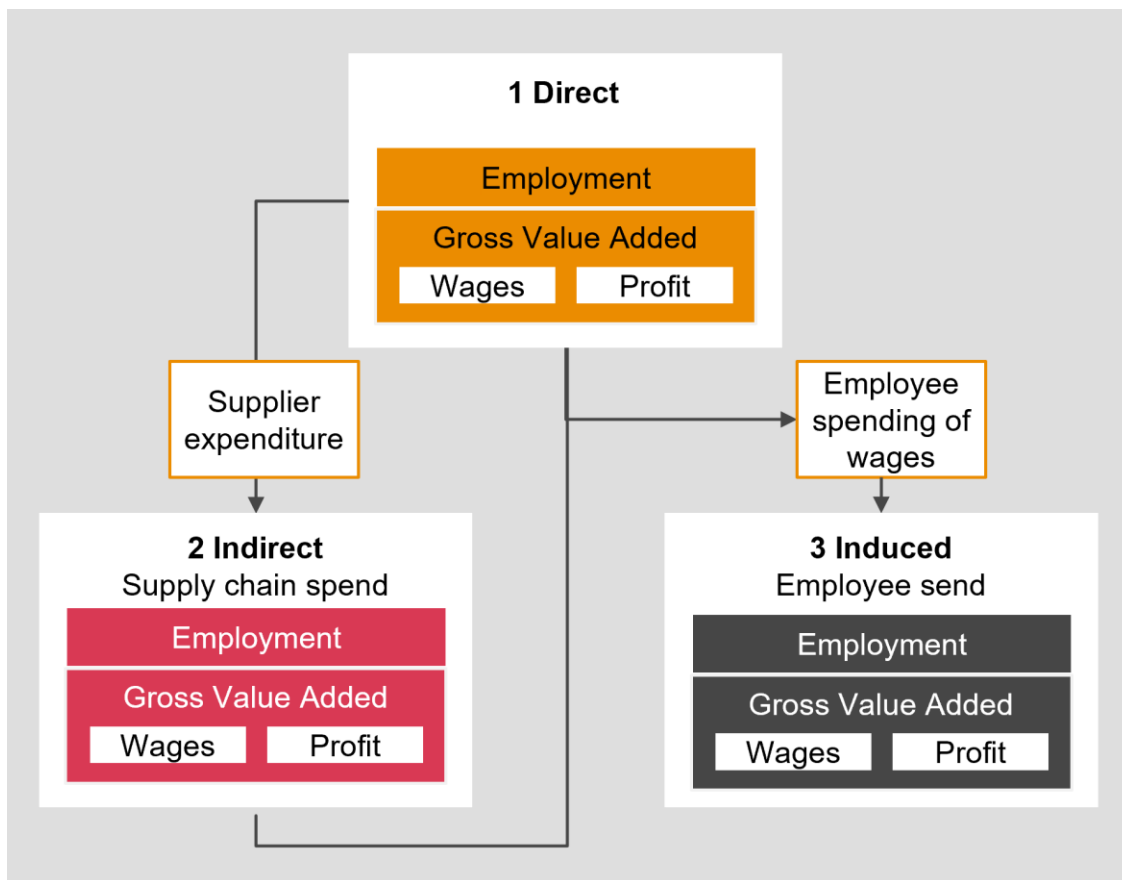 1 Direct
Employment
Gross Value Added
Wages
Profit
Supplier
expenditure
Employee
spending of
wages
2 Indirect
Supply chain spend
Employment
Gross Value Added
Wages
Profit
3 Induced
Employee send
Employment
Gross Value Added
Wages
Profit